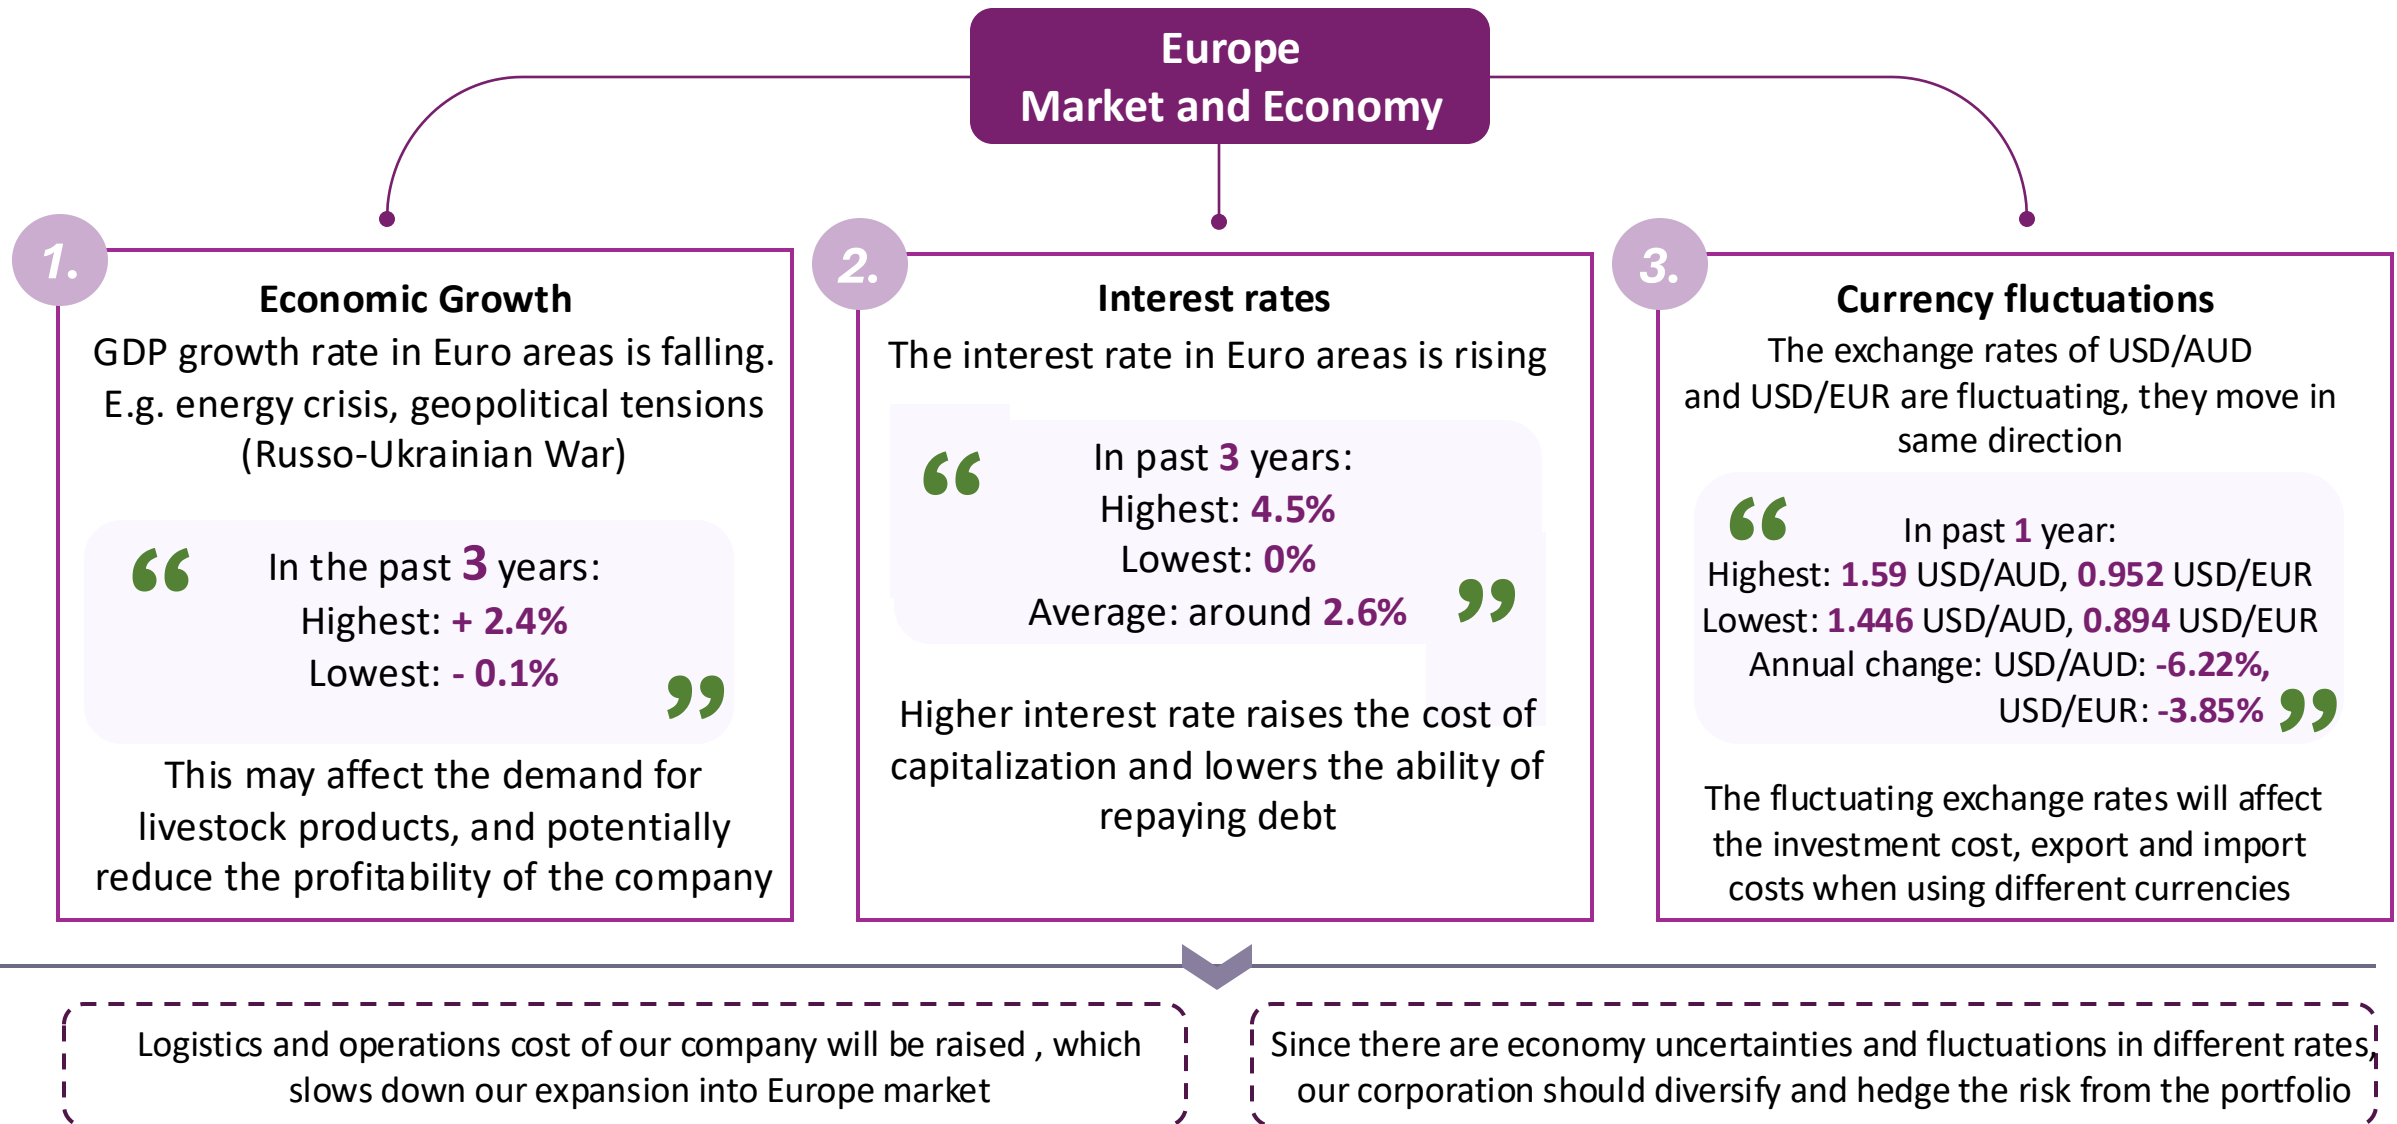 Europe
Market and Economy
1.
Economic Growth
GDP growth rate in Euro areas is falling.
E.g. energy crisis, geopolitical tensions
(Russo-Ukrainian War)
“
In the past 3 years:
Highest: + 2.4%
Lowest: - 0.1%
”
This may affect the demand for
livestock products, and potentially
reduce the profitability of the company
2.
Interest rates
The interest rate in Euro areas is rising
“
In past 3 years:
Highest: 4.5%
Lowest: 0%
Average: around 2.6%
”
Higher interest rate raises the cost of
capitalization and lowers the ability of
repaying debt
3.
Currency fluctuations
The exchange rates of USD/AUD
and USD/EUR are fluctuating, they move in
same direction
“
In past 1 year:
Highest: 1.59 USD/AUD, 0.952 USD/EUR
Lowest: 1.446 USD/AUD, 0.894 USD/EUR
Annual change: USD/AUD: -6.22%,
USD/EUR: -3.85%
”
The fluctuating exchange rates will affect
the investment cost, export and import
costs when using different currencies
Logistics and operations cost of our company will be raised , which
slows down our expansion into Europe market
Since there are economy uncertainties and fluctuations in different rates,
our corporation should diversify and hedge the risk from the portfolio